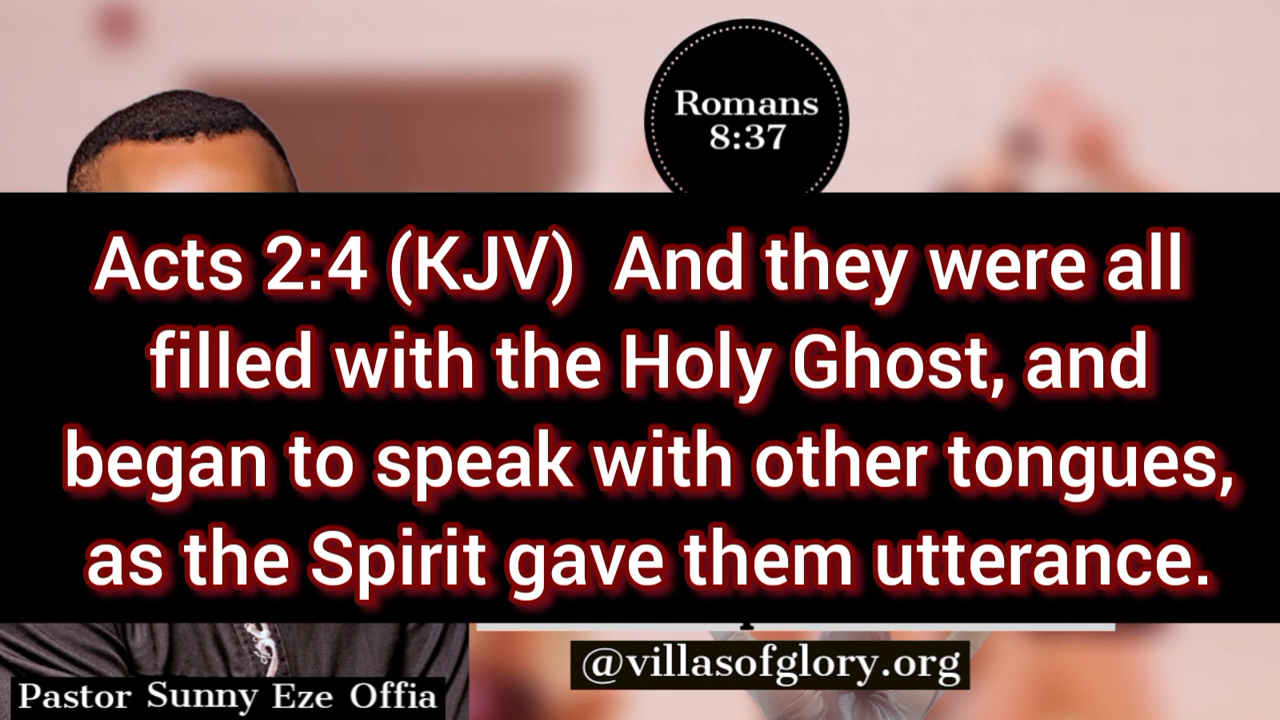 Romans
8:37
Acts 2:4 (KJV)  And they were all
filled with the Holy Ghost, and
began to speak with other tongues,
as the Spirit gave them utterance.
@villasofglory.org
Pastor Sunny Eze Offia